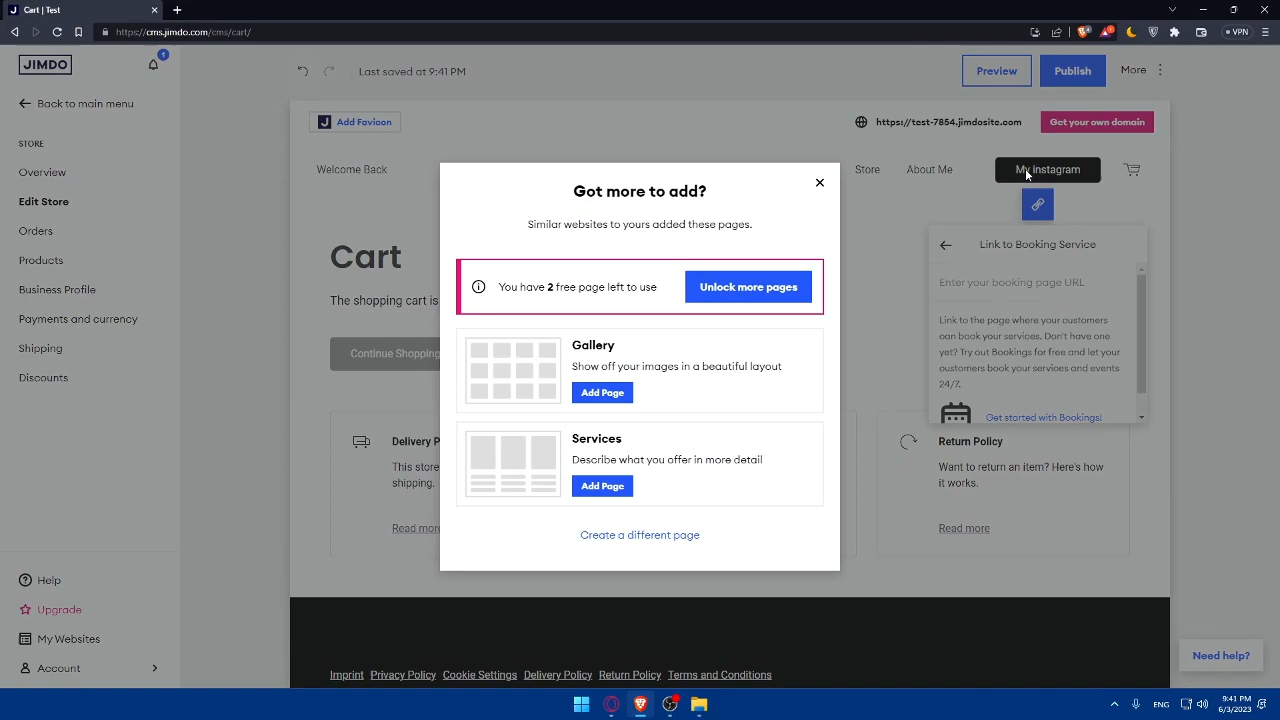 Cart | Test
https://cms.jimdo.com/cms/cart/
VPN
JIMDO
1
Last saved at 9:41 PM
Preview
Publish
More
Back to main menu
Add Favicon
https://test-7854.jimdosite.com
Get your own domain
STORE
Overview
Edit Store
Orders
Products
Business Profile
Payments and currency
Shipping
Discounts
Welcome Back
Store
About Me
My instagram
Link to Booking Service
Enter your booking page URL
Link to the page where your customers
can book your services. Don't have one
yet? Try out Bookings for free and let your
customers book your services and events
24/7.
Get started with Bookings!
Cart
The shopping cart is
Continue Shopping
Got more to add?
Similar websites to yours added these pages.
You have 2 free page left to use
Unlock more pages
Gallery
Show off your images in a beautiful layout
Add Page
Services
Describe what you offer in more detail
Add Page
Create a different page
Delivery P
This store
shipping.
Read more
Return Policy
Want to return an item? Here's how
it works.
Read more
Help
Upgrade
My Websites
Account
Need help?
Imprint Privacy Policy Cookie Settings Delivery Policy Return Policy Terms and Conditions
ENG
9:41 PM
6/3/2023